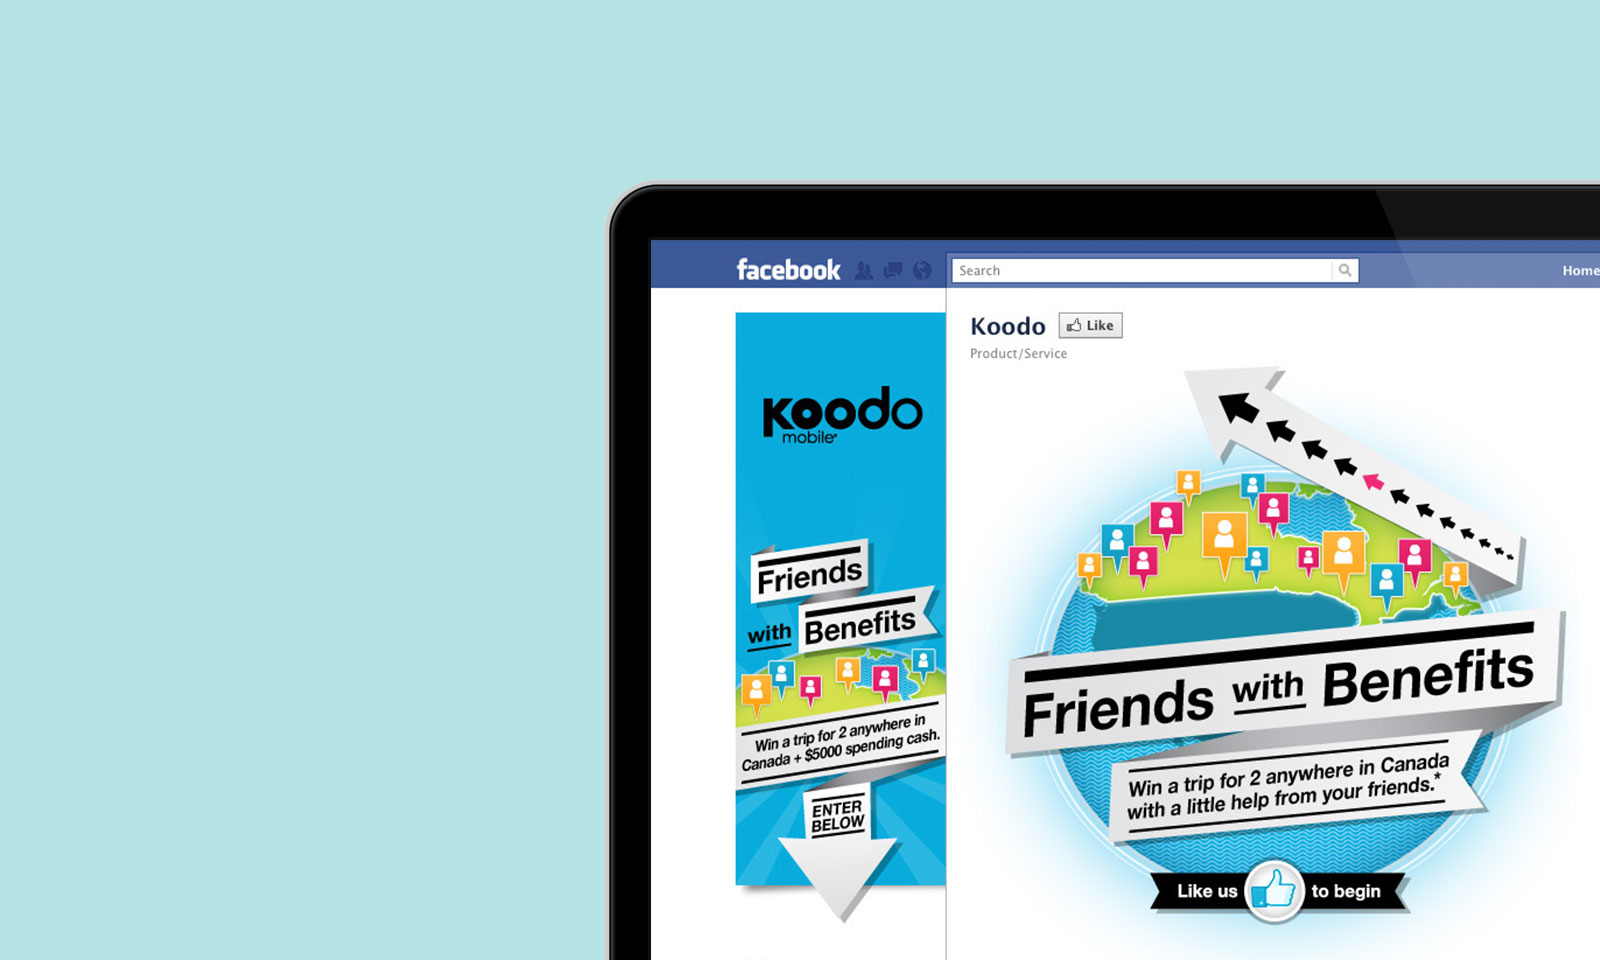 facebook
Search
Home
Koodo
Like
Product/Service
koodo
mobile®
Friends
with Benefits
Win a trip for 2 anywhere in
Canada + $5000 spending cash.
ENTER
BELOW
Friends with Benefits
Win a trip for 2 anywhere in Canada
with a little help from your friends.*
Like us to begin